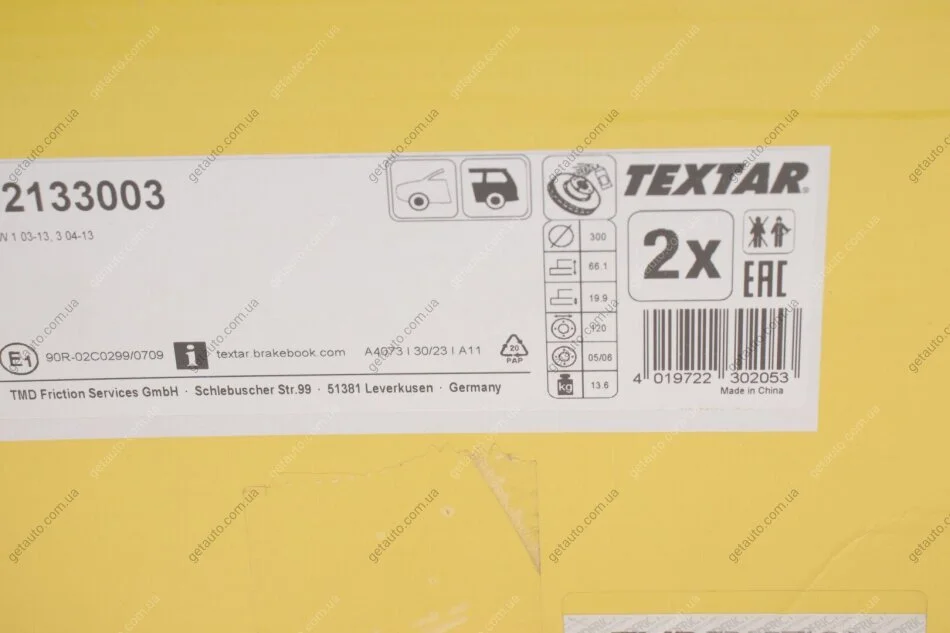 2133003
TEXTAR
W 1 03-13, 3 04-13
2x
EAC
300
66.1
19.9
120
05/06
kg 13.6
E1 90R-02C0299/0709
i textar.brakebook.com
A4073 | 30/23 | A11
20
PAP
TMD Friction Services GmbH · Schlebuscher Str.99 · 51381 Leverkusen · Germany
4 019722 302053
Made in China
getauto.com.ua